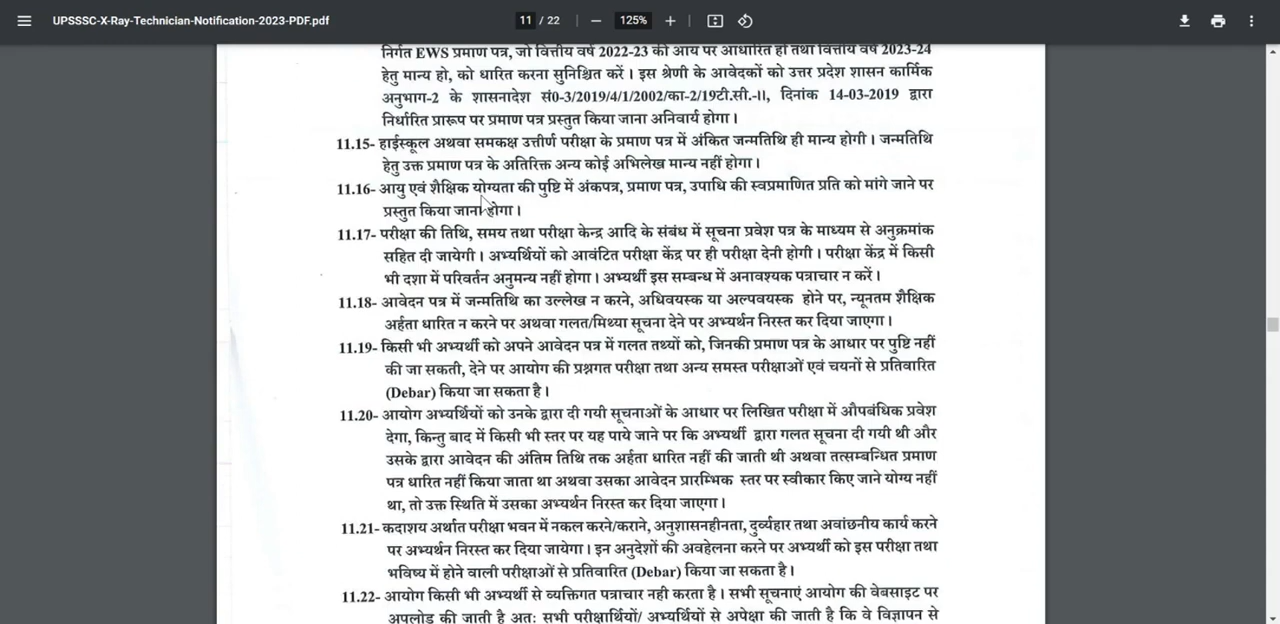 UPSSSC-X-Ray-Technician-Notification-2023-PDF.pdf
11 / 22
125%
निर्गत EWS प्रमाण पत्र, जो वित्तीय वर्ष 2022-23 की आय पर आधारित हो तथा वित्तीय वर्ष 2023-24
हेतु मान्य हो, को धारित करना सुनिश्चित करें। इस श्रेणी के आवेदकों को उत्तर प्रदेश शासन कार्मिक
अनुभाग-2 के शासनादेश सं0-3/2019/4/1/2002/का-2/19टी.सी.-II, दिनांक 14-03-2019 द्वारा
निर्धारित प्रारूप पर प्रमाण पत्र प्रस्तुत किया जाना अनिवार्य होगा।
11.15- हाईस्कूल अथवा समकक्ष उत्तीर्ण परीक्षा के प्रमाण पत्र में अंकित जन्मतिथि ही मान्य होगी। जन्मतिथि
हेतु उक्त प्रमाण पत्र के अतिरिक्त अन्य कोई अभिलेख मान्य नहीं होगा।
11.16- आयु एवं शैक्षिक योग्यता की पुष्टि में अंकपत्र, प्रमाण पत्र, उपाधि की स्वप्रमाणित प्रति को मांगे जाने पर
प्रस्तुत किया जाना होगा।
11.17- परीक्षा की तिथि, समय तथा परीक्षा केन्द्र आदि के संबंध में सूचना प्रवेश पत्र के माध्यम से अनुक्रमांक
सहित दी जायेगी। अभ्यर्थियों को आवंटित परीक्षा केंद्र पर ही परीक्षा देनी होगी। परीक्षा केंद्र में किसी
भी दशा में परिवर्तन अनुमन्य नहीं होगा। अभ्यर्थी इस सम्बन्ध में अनावश्यक पत्राचार न करें।
11.18- आवेदन पत्र में जन्मतिथि का उल्लेख न करने, अधिवयस्क या अल्पवयस्क होने पर, न्यूनतम शैक्षिक
अर्हता धारित न करने पर अथवा गलत/मिथ्या सूचना देने पर अभ्यर्थन निरस्त कर दिया जाएगा।
11.19- किसी भी अभ्यर्थी को अपने आवेदन पत्र में गलत तथ्यों को, जिनकी प्रमाण पत्र के आधार पर पुष्टि नहीं
की जा सकती, देने पर आयोग की प्रश्नगत परीक्षा तथा अन्य समस्त परीक्षाओं एवं चयनों से प्रतिवारित
(Debar) किया जा सकता है।
11.20- आयोग अभ्यर्थियों को उनके द्वारा दी गयी सूचनाओं के आधार पर लिखित परीक्षा में औपबंधिक प्रवेश
देगा, किन्तु बाद में किसी भी स्तर पर यह पाये जाने पर कि अभ्यर्थी द्वारा गलत सूचना दी गयी थी और
उसके द्वारा आवेदन की अंतिम तिथि तक अर्हता धारित नहीं की जाती थी अथवा तत्सम्बन्धित प्रमाण
पत्र धारित नहीं किया जाता था अथवा उसका आवेदन प्रारम्भिक स्तर पर स्वीकार किए जाने योग्य नहीं
था, तो उक्त स्थिति में उसका अभ्यर्थन निरस्त कर दिया जाएगा।
11.21- कदाशय अर्थात परीक्षा भवन में नकल करने/कराने, अनुशासनहीनता, दुर्व्यहार तथा अवांछनीय कार्य करने
पर अभ्यर्थन निरस्त कर दिया जायेगा। इन अनुदेशों की अवहेलना करने पर अभ्यर्थी को इस परीक्षा तथा
भविष्य में होने वाली परीक्षाओं से प्रतिवारित (Debar) किया जा सकता है।
11.22- आयोग किसी भी अभ्यर्थी से व्यक्तिगत पत्राचार नही करता है। सभी सूचनाएं आयोग की वेबसाइट पर
अपलोड की जाती है अतः सभी परीक्षार्थियों/ अभ्यर्थियों से अपेक्षा की जाती है कि वे विज्ञापन से